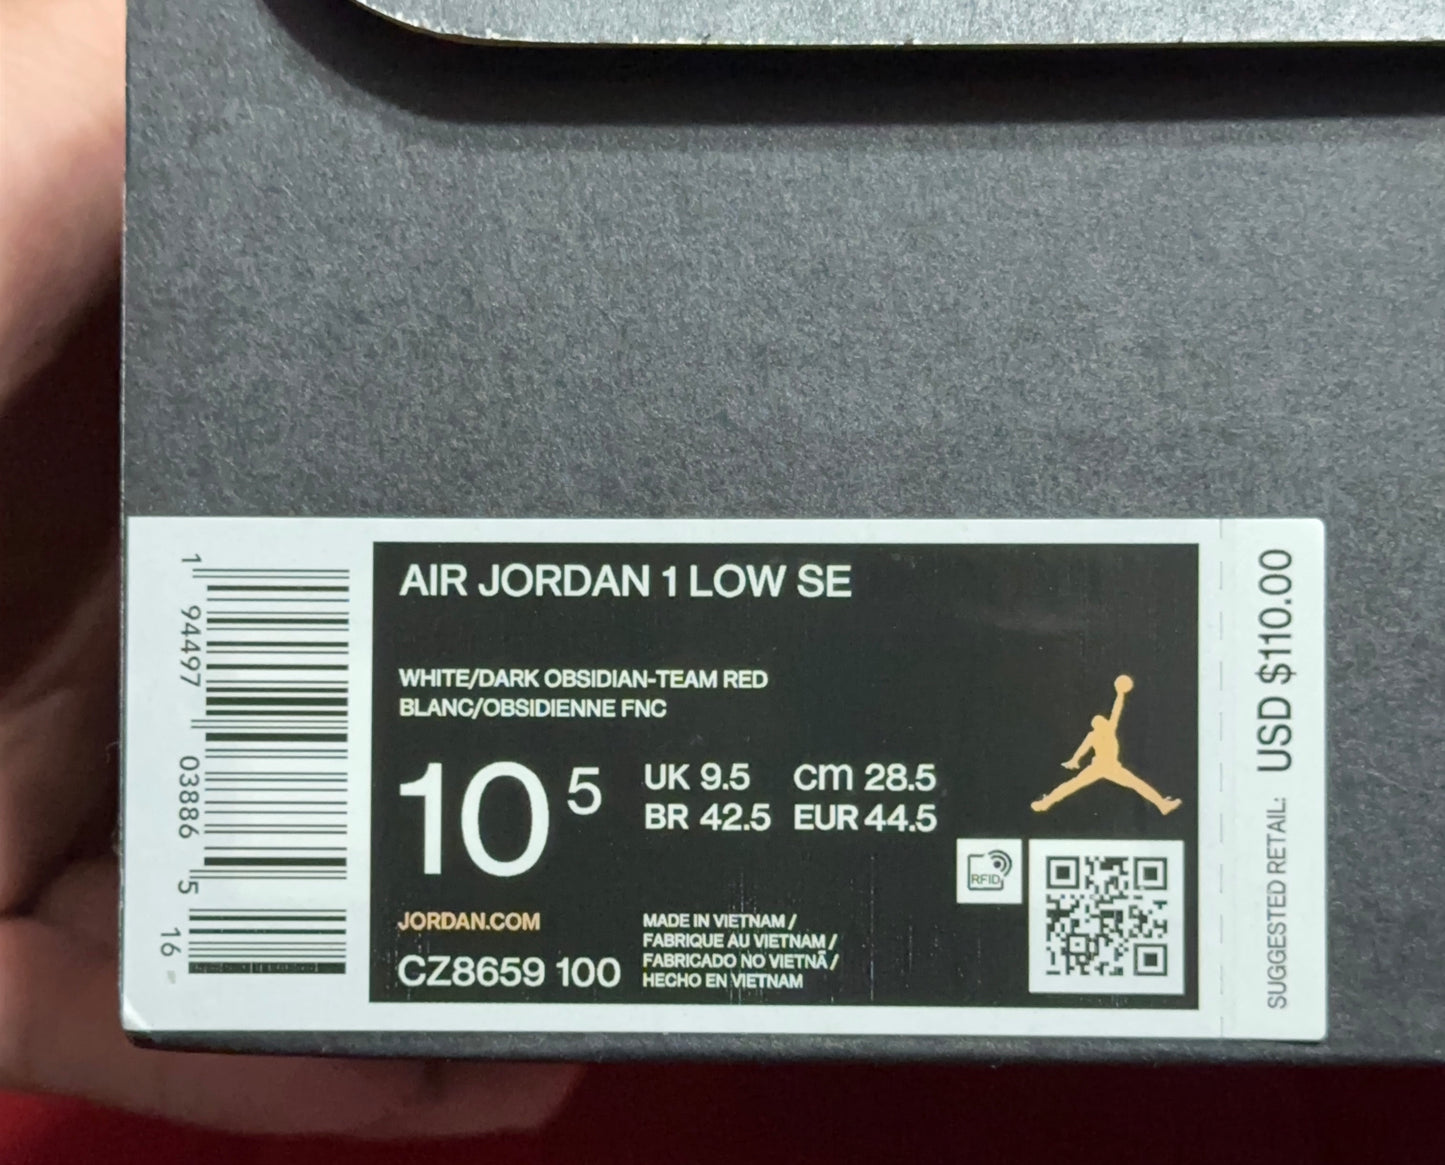 AIR JORDAN 1 LOW SE
WHITE/DARK OBSIDIAN-TEAM RED
BLANC/OBSIDIENNE FNC
10 5
UK 9.5 cm 28.5
BR 42.5 EUR 44.5
JORDAN.COM
CZ8659 100
MADE IN VIETNAM /
FABRIQUE AU VIETNAM /
FABRICADO NO VIETNÃ /
HECHO EN VIETNAM
RFID
1 94497 03886 5
16
SUGGESTED RETAIL: USD $110.00